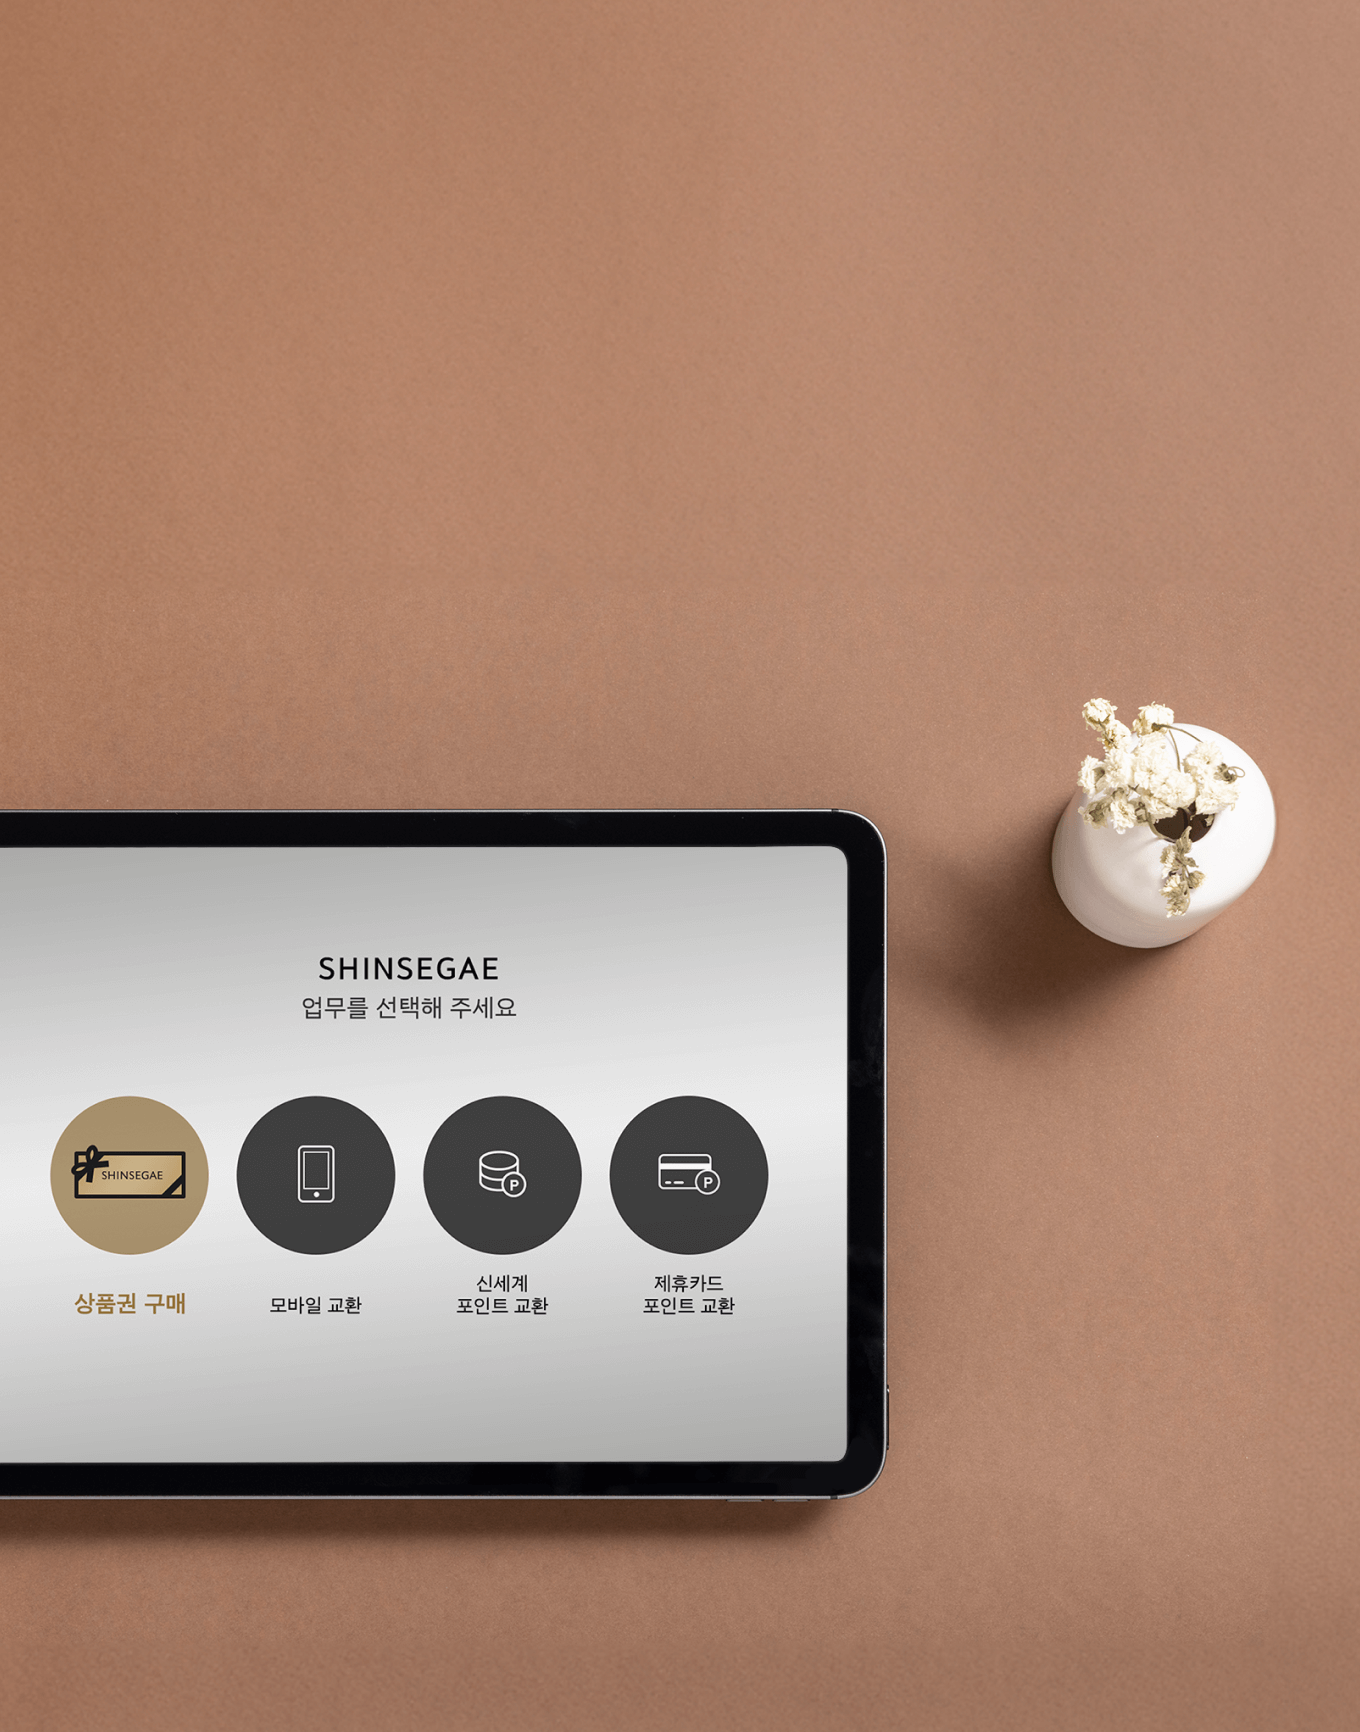 SHINSEGAE
업무를 선택해 주세요
SHINSEGAE
P
P
상품권 구매
모바일 교환
신세계
포인트 교환
제휴카드
포인트 교환